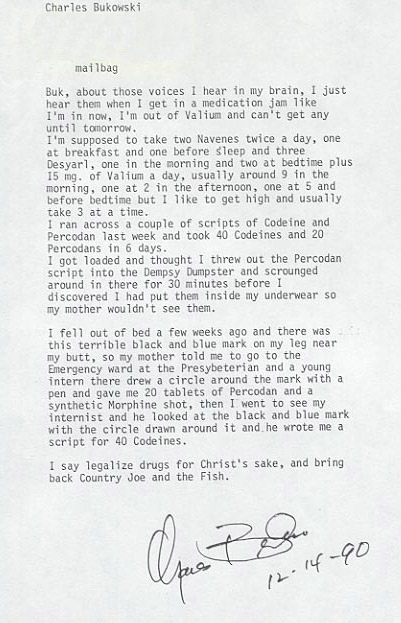 Charles Bukowski
mailbag
Buk, about those voices I hear in my brain, I just
hear them when I get in a medication jam like
I'm in now, I'm out of Valium and can't get any
until tomorrow.
I'm supposed to take two Navenes twice a day, one
at breakfast and one before sleep and three
Desyarl, one in the morning and two at bedtime plus
15 mg. of Valium a day, usually around 9 in the
morning, one at 2 in the afternoon, one at 5 and
before bedtime but I like to get high and usually
take 3 at a time.
I ran across a couple of scripts of Codeine and
Percodan last week and took 40 Codeines and 20
Percodans in 6 days.
I got loaded and thought I threw out the Percodan
script into the Dempsy Dumpster and scrounged
around in there for 30 minutes before I
discovered I had put them inside my underwear so
my mother wouldn't see them.
I fell out of bed a few weeks ago and there was
this terrible black and blue mark on my leg near
my butt, so my mother told me to go to the
Emergency ward at the Presybeterian and a young
intern there drew a circle around the mark with a
pen and gave me 20 tablets of Percodan and a
synthetic Morphine shot, then I went to see my
internist and he looked at the black and blue mark
with the circle drawn around it and he wrote me a
script for 40 Codeines.
I say legalize drugs for Christ's sake, and bring
back Country Joe and the Fish.
12-14-90